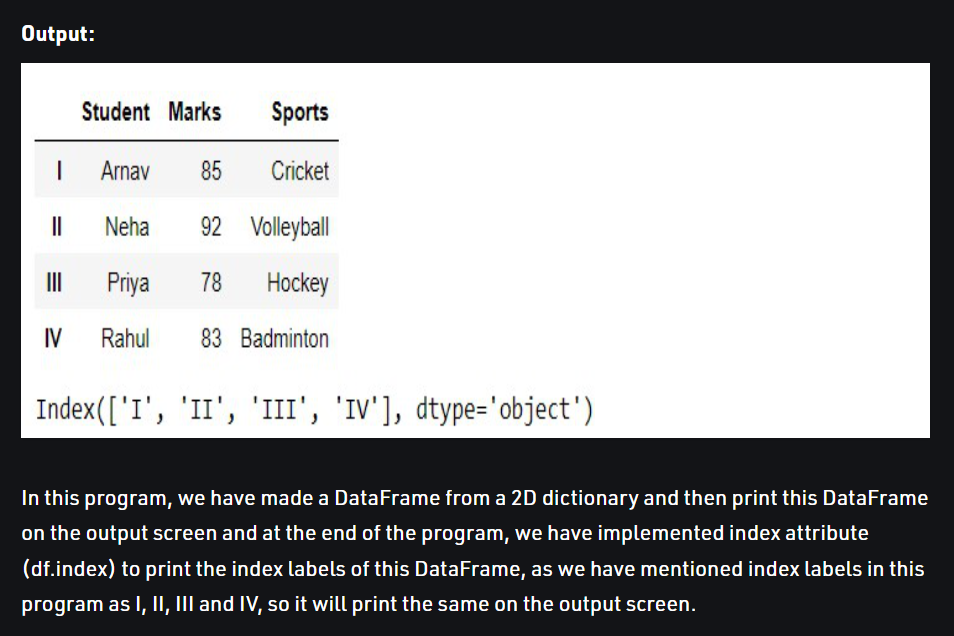 Output:
Student Marks Sports
I Arnav 85 Cricket
II Neha 92 Volleyball
III Priya 78 Hockey
IV Rahul 83 Badminton
Index(['I', 'II', 'III', 'IV'], dtype='object')
In this program, we have made a DataFrame from a 2D dictionary and then print this DataFrame
on the output screen and at the end of the program, we have implemented index attribute
(df.index) to print the index labels of this DataFrame, as we have mentioned index labels in this
program as I, II, III and IV, so it will print the same on the output screen.